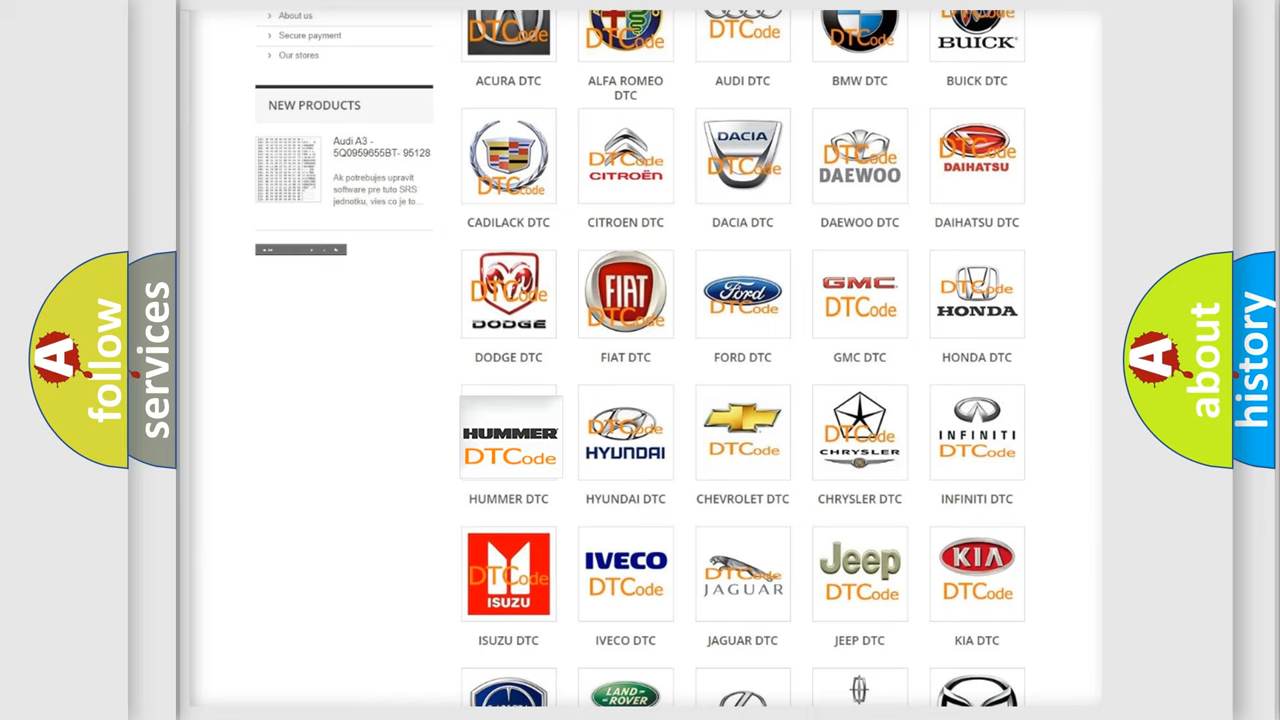 About us
Secure payment
Our stores
NEW PRODUCTS
Audi A3 -
5Q0959655BT- 95128
Ak potrebujes upravit
software pre tuto SRS
jednotku, vies co je to...
A follow
services
A about
history
DTCode DTCode DTCode DTCode DTCode
BUICK
ACURA DTC ALFA ROMEO DTC AUDI DTC BMW DTC BUICK DTC
DTCode DTCode DTCode DTCode DTCode
CITROËN DACIA DAEWOO DAIHATSU
CADILACK DTC CITROEN DTC DACIA DTC DAEWOO DTC DAIHATSU DTC
DTCode DTCode DTCode DTCode DTCode
DODGE FIAT Ford GMC HONDA
DODGE DTC FIAT DTC FORD DTC GMC DTC HONDA DTC
HUMMER HYUNDAI CHRYSLER INFINITI
DTCode DTCode DTCode DTCode DTCode
HUMMER DTC HYUNDAI DTC CHEVROLET DTC CHRYSLER DTC INFINITI DTC
ISUZU IVECO JAGUAR Jeep KIA
DTCode DTCode DTCode DTCode DTCode
ISUZU DTC IVECO DTC JAGUAR DTC JEEP DTC KIA DTC
LAND-
ROVER